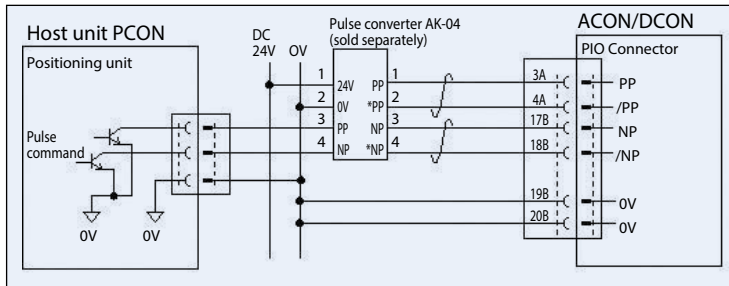 Host unit PCON
Positioning unit
Pulse
command
0V
0V
DC
24V
OV
Pulse converter AK-04
(sold separately)
1
2
3
4
24V
0V
PP
NP
PP
*PP
NP
*NP
1
2
3
4
ACON/DCON
PIO Connector
3A
4A
17B
18B
19B
20B
PP
/PP
NP
/NP
0V
0V